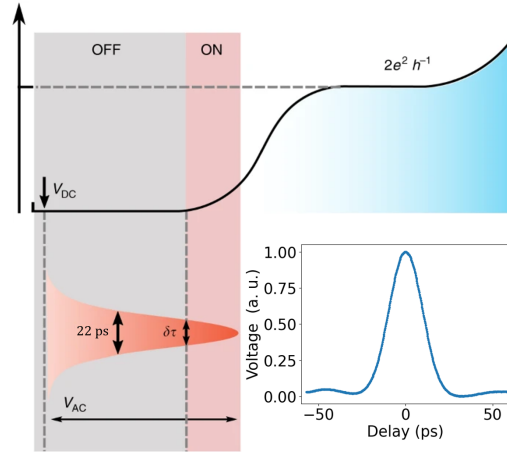 OFF ON
2e² h⁻¹
V_DC
22 ps
δτ
V_AC
1.00
0.75
0.50
0.25
0.00
Voltage (a. u.)
−50 0 50
Delay (ps)